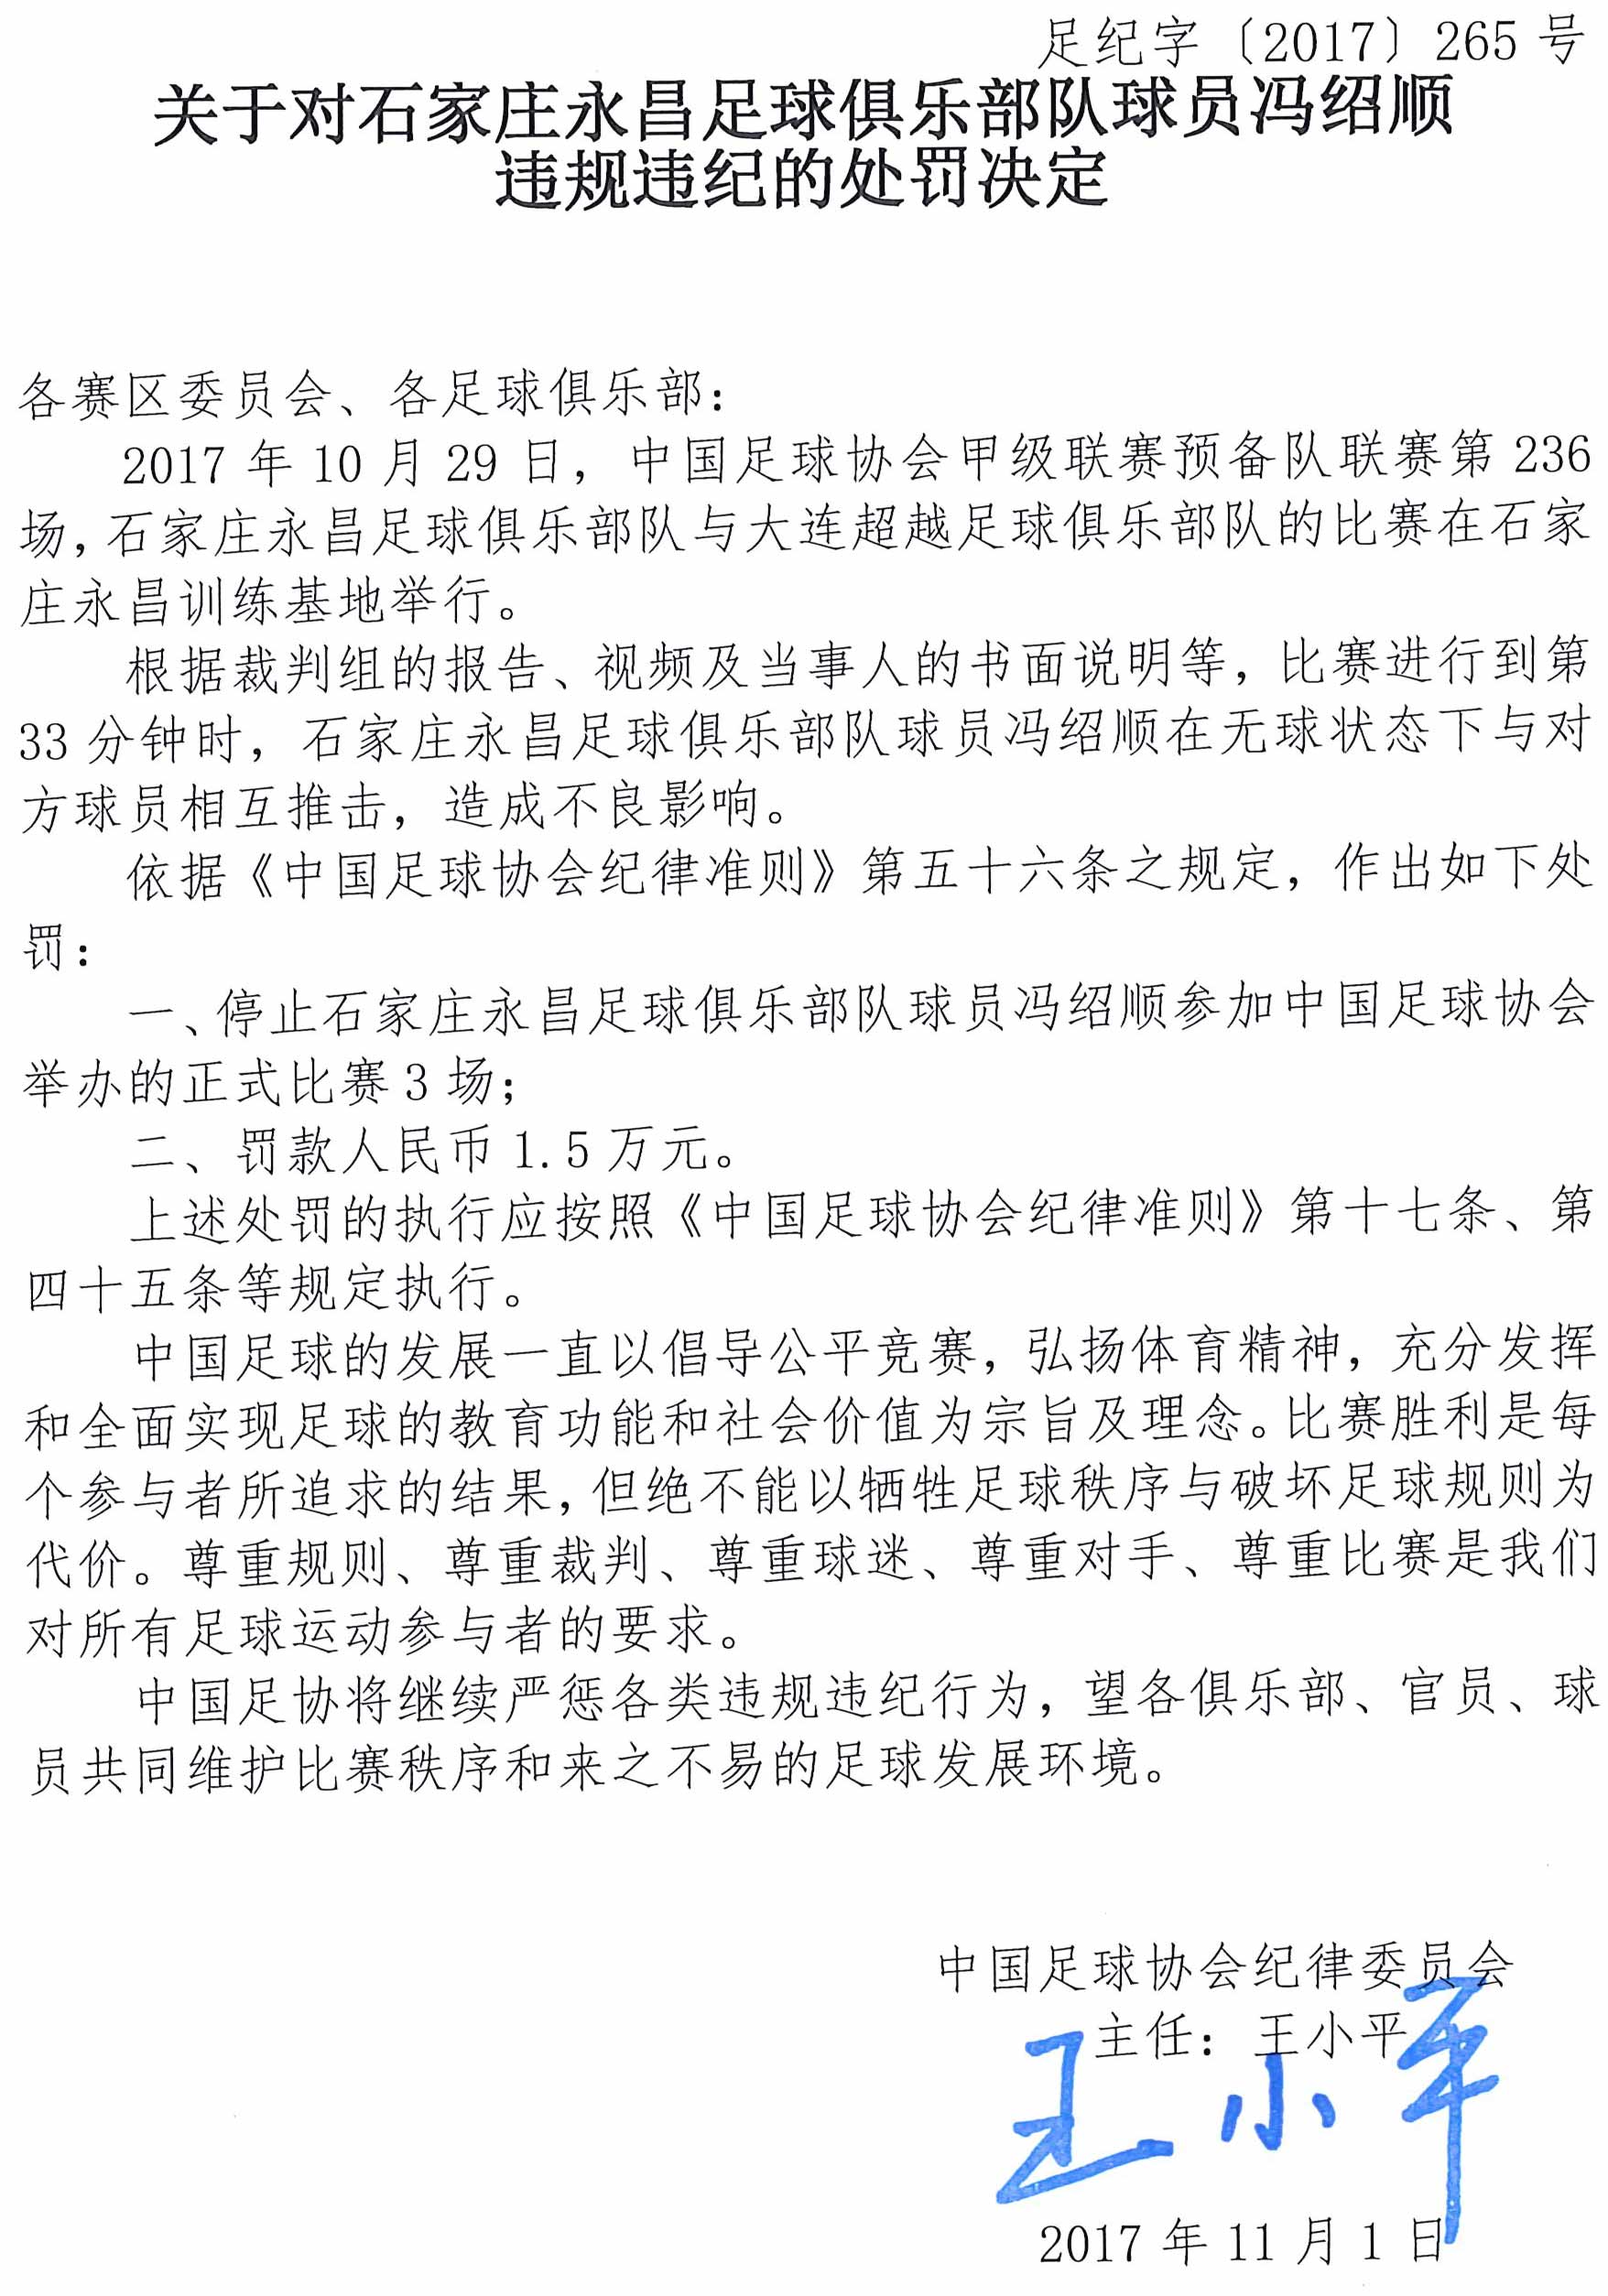 足纪字〔2017〕265 号
关于对石家庄永昌足球俱乐部队球员冯绍顺
违规违纪的处罚决定
各赛区委员会、各足球俱乐部：
2017 年 10 月 29 日，中国足球协会甲级联赛预备队联赛第 236
场，石家庄永昌足球俱乐部队与大连超越足球俱乐部队的比赛在石家
庄永昌训练基地举行。
根据裁判组的报告、视频及当事人的书面说明等，比赛进行到第
33 分钟时，石家庄永昌足球俱乐部队球员冯绍顺在无球状态下与对
方球员相互推击，造成不良影响。
依据《中国足球协会纪律准则》第五十六条之规定，作出如下处
罚：
一、停止石家庄永昌足球俱乐部队球员冯绍顺参加中国足球协会
举办的正式比赛 3 场；
二、罚款人民币 1.5 万元。
上述处罚的执行应按照《中国足球协会纪律准则》第十七条、第
四十五条等规定执行。
中国足球的发展一直以倡导公平竞赛，弘扬体育精神，充分发挥
和全面实现足球的教育功能和社会价值为宗旨及理念。比赛胜利是每
个参与者所追求的结果，但绝不能以牺牲足球秩序与破坏足球规则为
代价。尊重规则、尊重裁判、尊重球迷、尊重对手、尊重比赛是我们
对所有足球运动参与者的要求。
中国足协将继续严惩各类违规违纪行为，望各俱乐部、官员、球
员共同维护比赛秩序和来之不易的足球发展环境。
中国足球协会纪律委员会
主任：王小平
王小平
2017 年 11 月 1 日